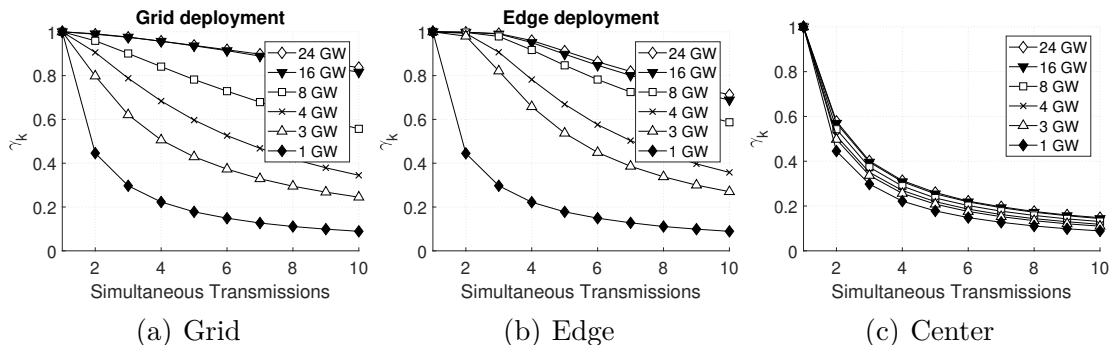 Grid deployment
1
0.8
0.6
0.4
0.2
0
γk
2 4 6 8 10
Simultaneous Transmissions
24 GW
16 GW
8 GW
4 GW
3 GW
1 GW
(a) Grid
Edge deployment
1
0.8
0.6
0.4
0.2
0
γk
2 4 6 8 10
Simultaneous Transmissions
24 GW
16 GW
8 GW
4 GW
3 GW
1 GW
(b) Edge
1
0.8
0.6
0.4
0.2
0
γk
2 4 6 8 10
Simultaneous Transmissions
24 GW
16 GW
8 GW
4 GW
3 GW
1 GW
(c) Center